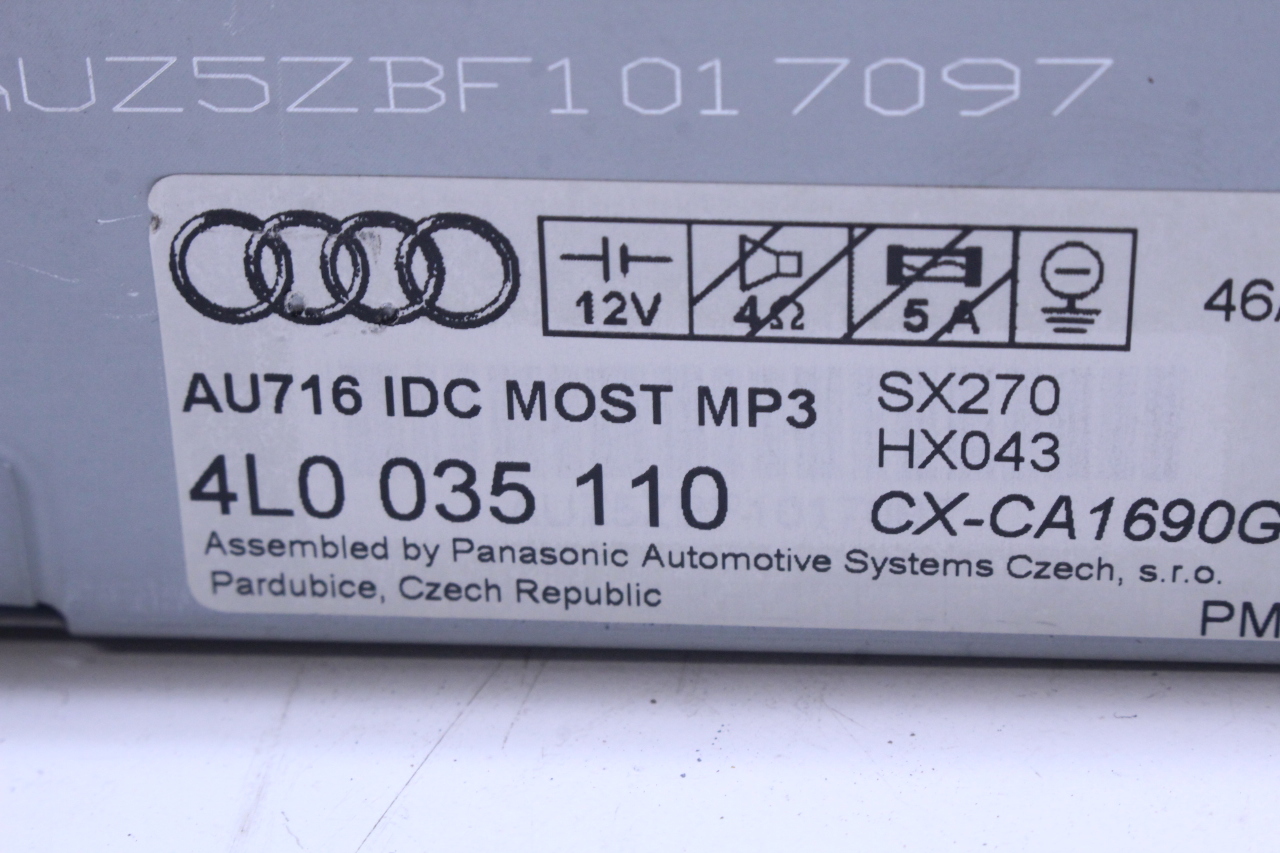 AUZ5ZBF1017097
12V
4Ω
5 A
46
AU716 IDC MOST MP3
SX270
HX043
4L0 035 110
CX-CA1690G
Assembled by Panasonic Automotive Systems Czech, s.r.o.
Pardubice, Czech Republic
PM